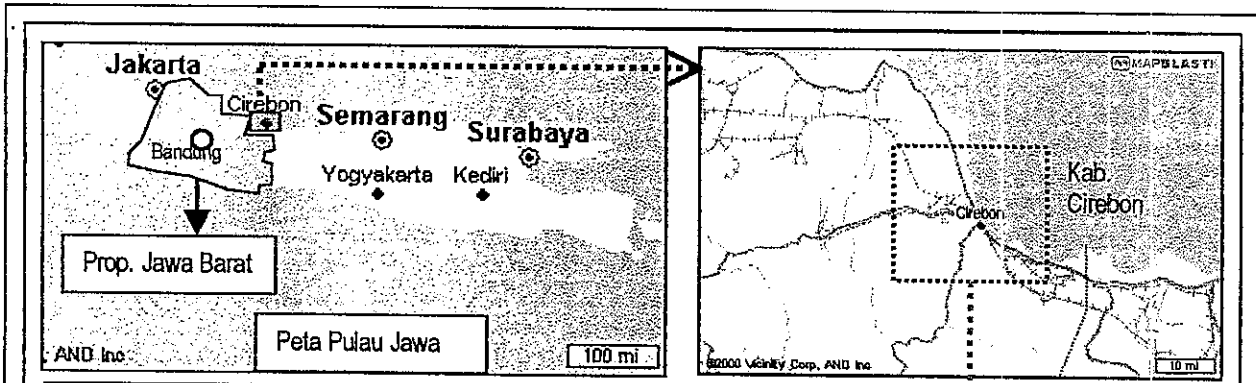 Jakarta
Cirebon
Semarang
Surabaya
Bandung
Yogyakarta
Kediri
Prop. Jawa Barat
Peta Pulau Jawa
AND Inc
100 mi
MAPBLAST!
Kab.
Cirebon
Cirebon
©2000 Vicinity Corp, AND Inc
10 mi